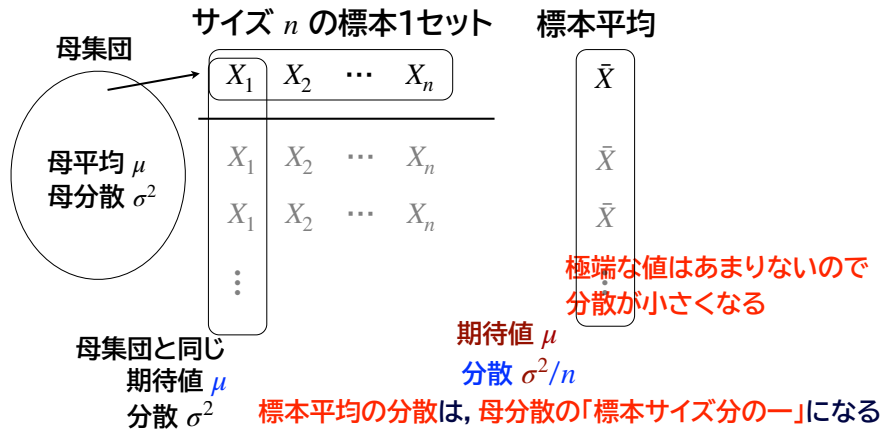 サイズ n の標本1セット
標本平均
母集団
X₁ X₂ ⋯ Xₙ
X̄
母平均 μ
母分散 σ²
X₁ X₂ ⋯ Xₙ
X̄
X₁ X₂ ⋯ Xₙ
X̄
⋮
⋮
極端な値はあまりないので
分散が小さくなる
母集団と同じ
期待値 μ
分散 σ²
期待値 μ
分散 σ²/n
標本平均の分散は, 母分散の「標本サイズ分の一」になる